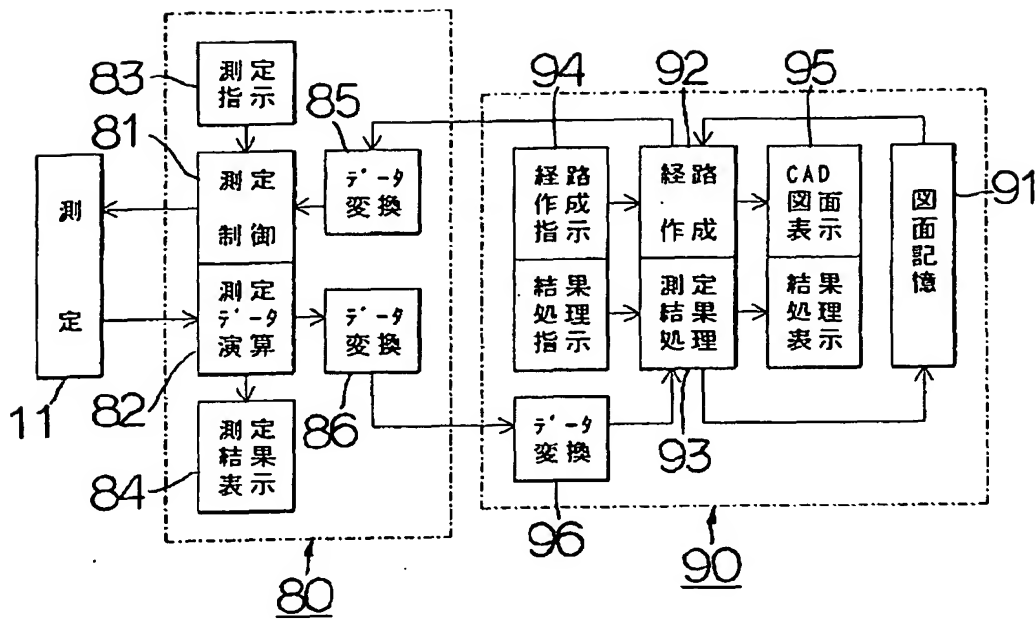 83
測定
指示
81
測定
制御
85
データ
変換
測
定
11
測定
データ
演算
82
データ
変換
86
測定
結果
表示
84
80
94
経路
作成
指示
92
経路
作成
95
CAD
図面
表示
図
面
記
憶
91
結果
処理
指示
測定
結果
処理
93
結果
処理
表示
データ
変換
96
90